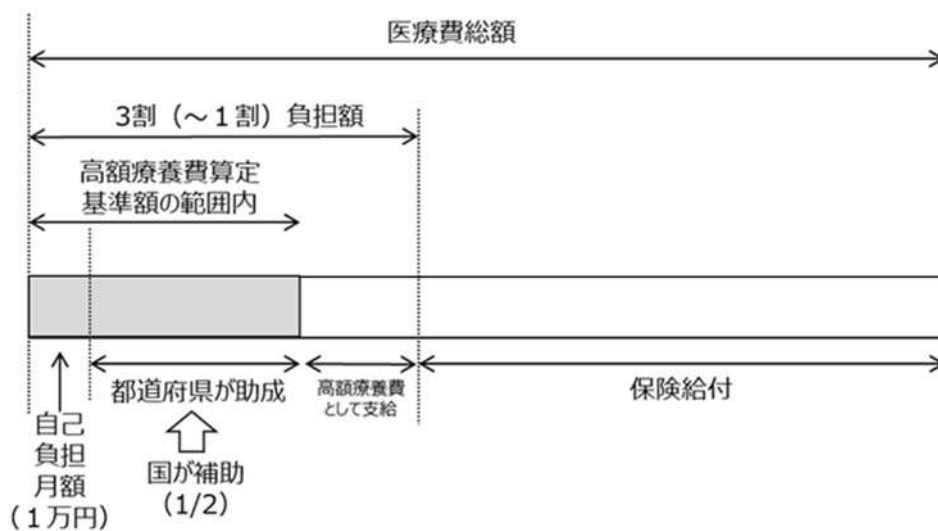 医療費総額
3割（～１割）負担額
高額療養費算定
基準額の範囲内
都道府県が助成
高額療養費
として支給
保険給付
自己
負担
月額
（１万円）
国が補助
(1/2)